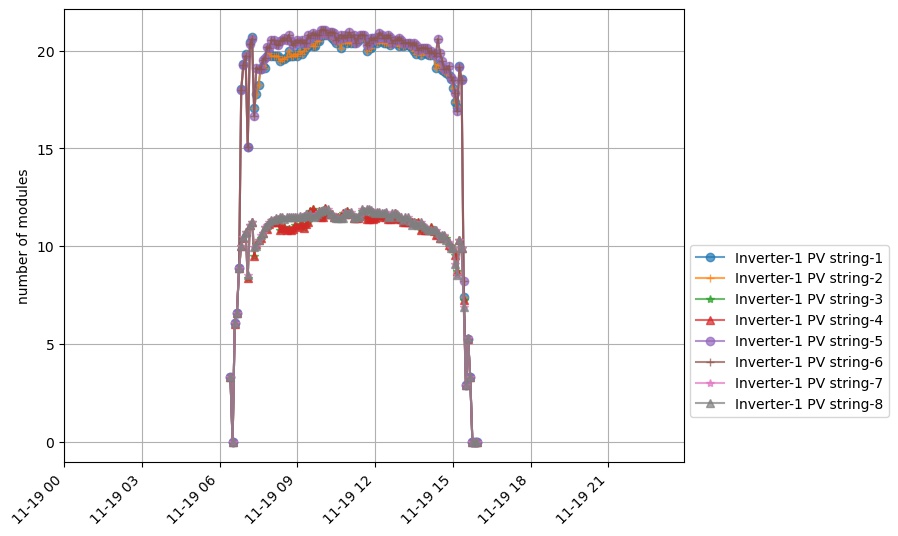 number of modules
20
15
10
5
0
11-19 00
11-19 03
11-19 06
11-19 09
11-19 12
11-19 15
11-19 18
11-19 21
Inverter-1 PV string-1
Inverter-1 PV string-2
Inverter-1 PV string-3
Inverter-1 PV string-4
Inverter-1 PV string-5
Inverter-1 PV string-6
Inverter-1 PV string-7
Inverter-1 PV string-8